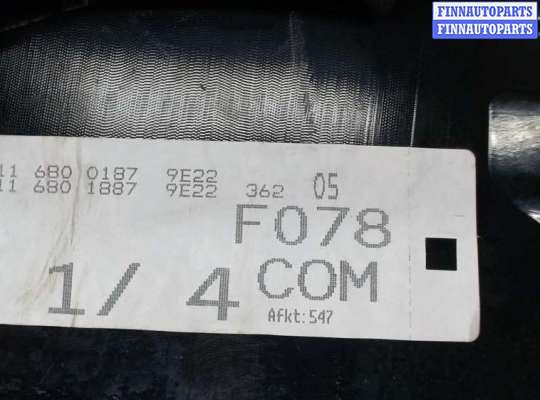 FINNAUTOPARTS
FINNAUTOPARTS
11 680 0187 9E22
11 680 1887 9E22 362 05
F078
1/ 4 COM
Afkt: 547